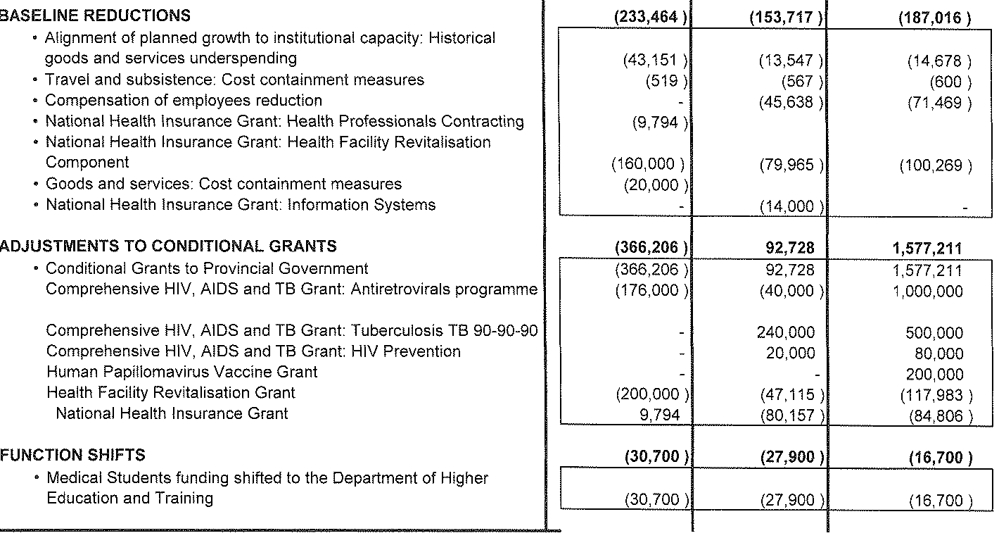 BASELINE REDUCTIONS (233,464 ) (153,717 ) (187,016 )
• Alignment of planned growth to institutional capacity: Historical
goods and services underspending (43,151 ) (13,547 ) (14,678 )
• Travel and subsistence: Cost containment measures (519 ) (567 ) (600 )
• Compensation of employees reduction - (45,638 ) (71,469 )
• National Health Insurance Grant: Health Professionals Contracting (9,794 )
• National Health Insurance Grant: Health Facility Revitalisation
Component (160,000 ) (79,965 ) (100,269 )
• Goods and services: Cost containment measures (20,000 )
• National Health Insurance Grant: Information Systems - (14,000 ) -
ADJUSTMENTS TO CONDITIONAL GRANTS (366,206 ) 92,728 1,577,211
• Conditional Grants to Provincial Government (366,206 ) 92,728 1,577,211
Comprehensive HIV, AIDS and TB Grant: Antiretrovirals programme (176,000 ) (40,000 ) 1,000,000
Comprehensive HIV, AIDS and TB Grant: Tuberculosis TB 90-90-90 - 240,000 500,000
Comprehensive HIV, AIDS and TB Grant: HIV Prevention - 20,000 80,000
Human Papillomavirus Vaccine Grant - - 200,000
Health Facility Revitalisation Grant (200,000 ) (47,115 ) (117,983 )
National Health Insurance Grant 9,794 (80,157 ) (84,806 )
FUNCTION SHIFTS (30,700 ) (27,900 ) (16,700 )
• Medical Students funding shifted to the Department of Higher
Education and Training (30,700 ) (27,900 ) (16,700 )